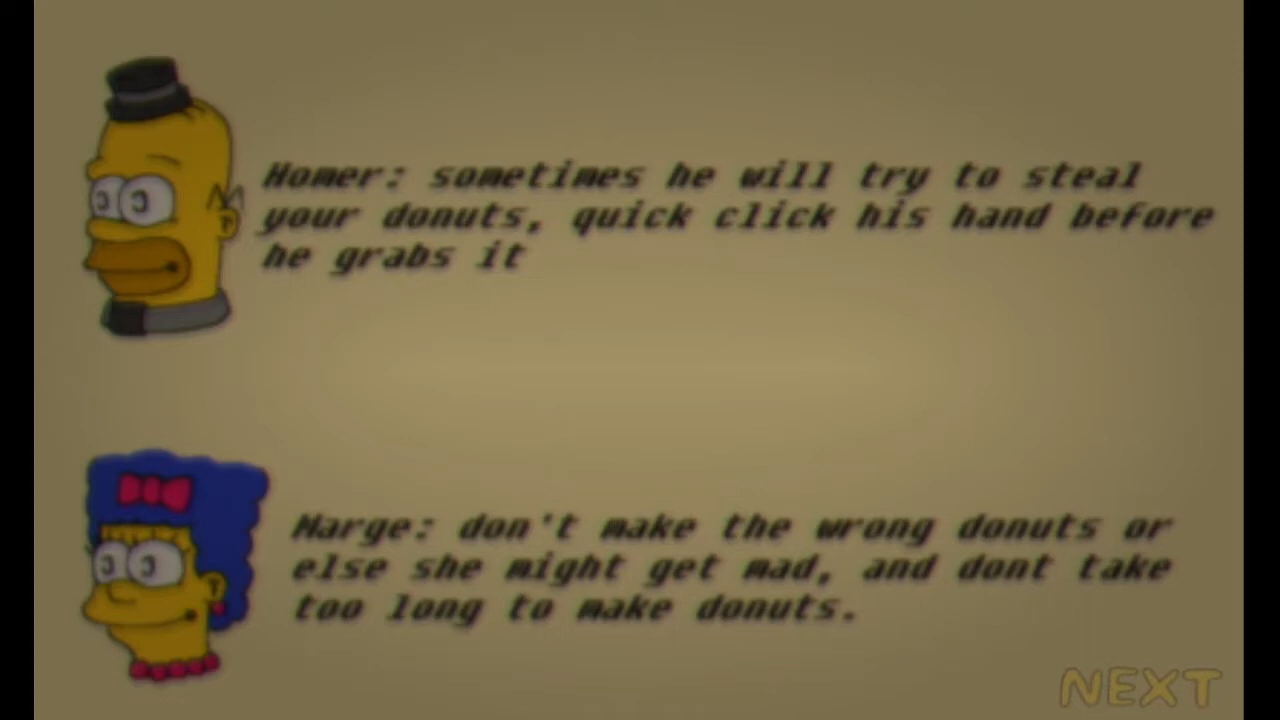 Homer: sometimes he will try to steal
your donuts, quick click his hand before
he grabs it
Marge: don't make the wrong donuts or
else she might get mad, and dont take
too long to make donuts.
NEXT